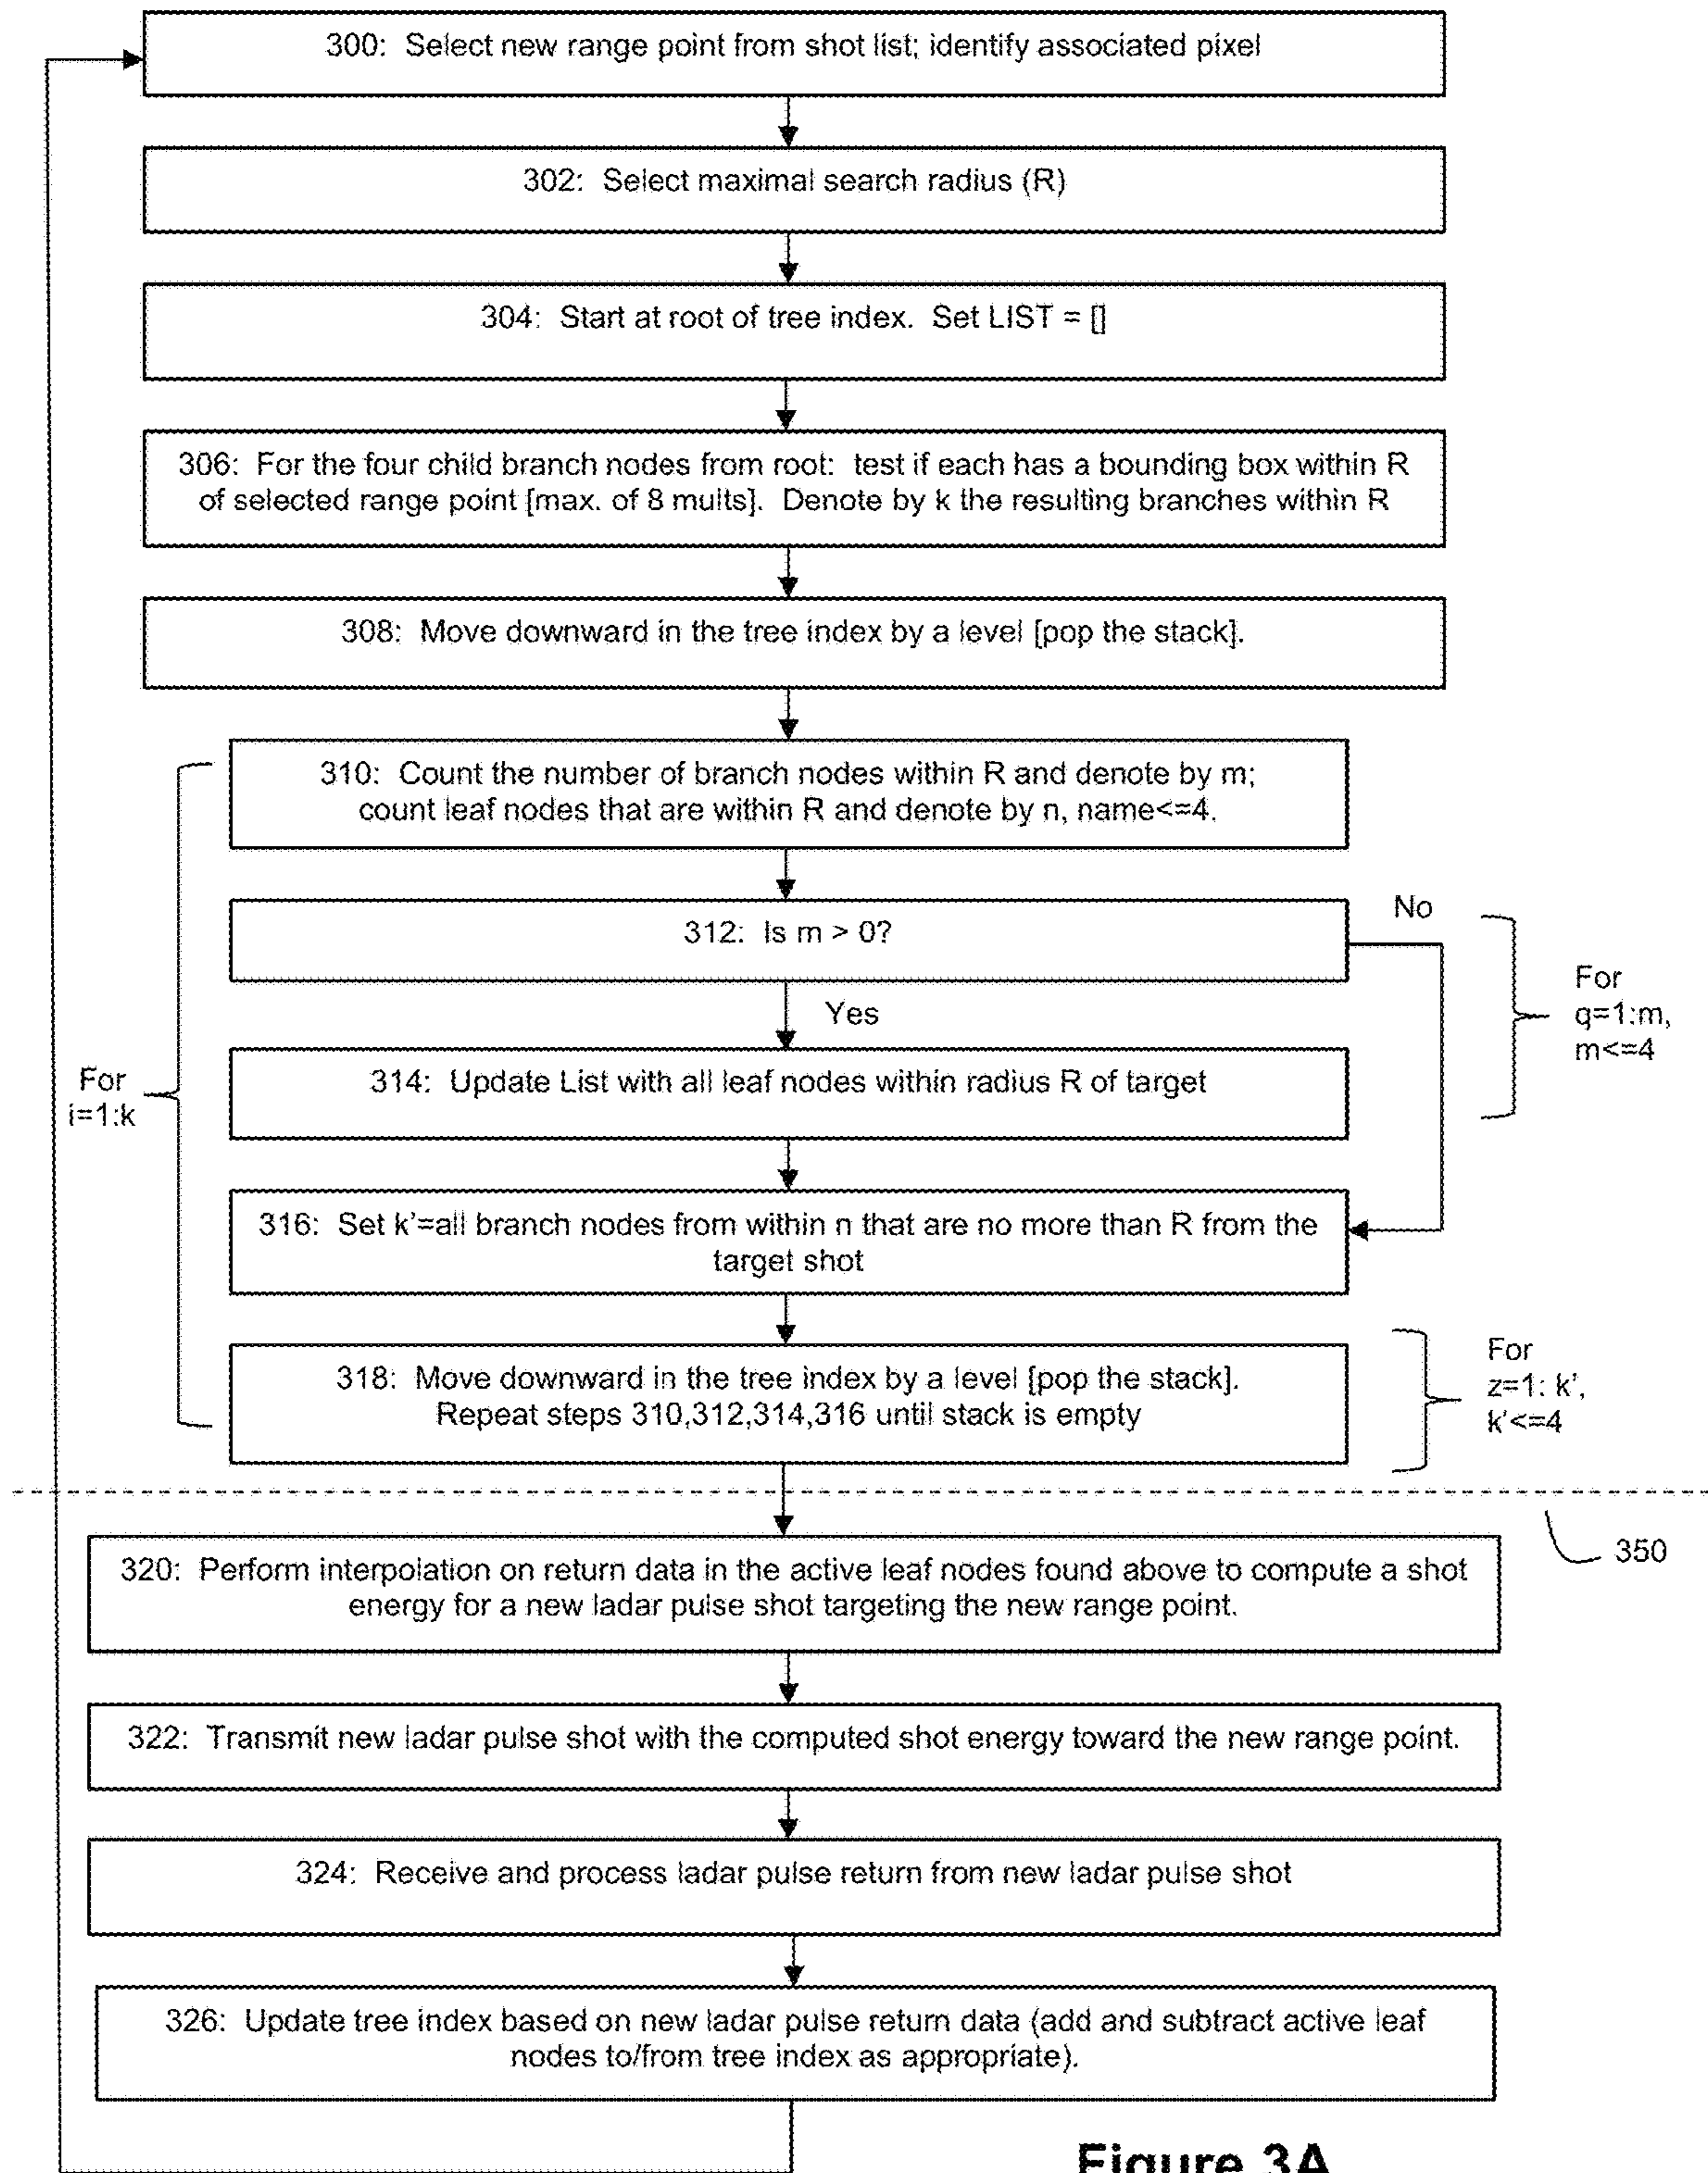 300: Select new range point from shot list; identify associated pixel
302: Select maximal search radius (R)
304: Start at root of tree index. Set LIST = []
306: For the four child branch nodes from root: test if each has a bounding box within R
of selected range point [max. of 8 mults]. Denote by k the resulting branches within R
308: Move downward in the tree index by a level [pop the stack].
310: Count the number of branch nodes within R and denote by m;
count leaf nodes that are within R and denote by n, name<=4.
312: Is m > 0?
No
Yes
For
q=1:m,
m<=4
314: Update List with all leaf nodes within radius R of target
For
i=1:k
316: Set k'=all branch nodes from within n that are no more than R from the
target shot
318: Move downward in the tree index by a level [pop the stack].
Repeat steps 310,312,314,316 until stack is empty
For
z=1: k',
k'<=4
350
320: Perform interpolation on return data in the active leaf nodes found above to compute a shot
energy for a new ladar pulse shot targeting the new range point.
322: Transmit new ladar pulse shot with the computed shot energy toward the new range point.
324: Receive and process ladar pulse return from new ladar pulse shot
326: Update tree index based on new ladar pulse return data (add and subtract active leaf
nodes to/from tree index as appropriate).
Figure 3A